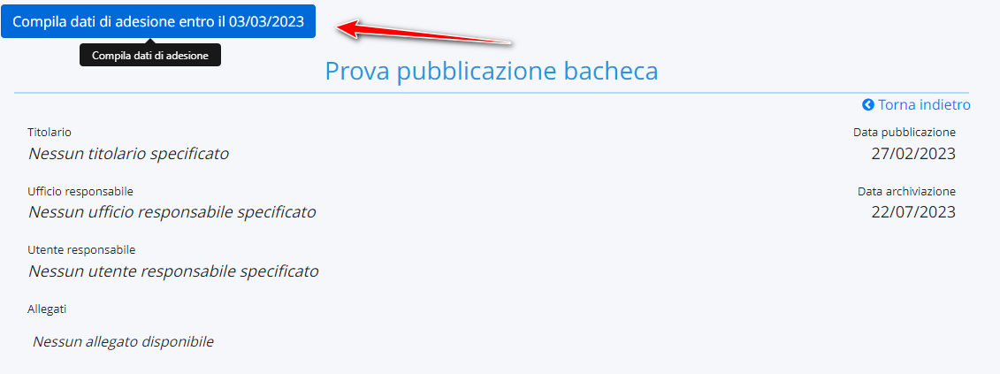 Compila dati di adesione entro il 03/03/2023
Compila dati di adesione
Prova pubblicazione bacheca
Torna indietro
Titolario
Nessun titolario specificato
Data pubblicazione
27/02/2023
Ufficio responsabile
Nessun ufficio responsabile specificato
Data archiviazione
22/07/2023
Utente responsabile
Nessun utente responsabile specificato
Allegati
Nessun allegato disponibile